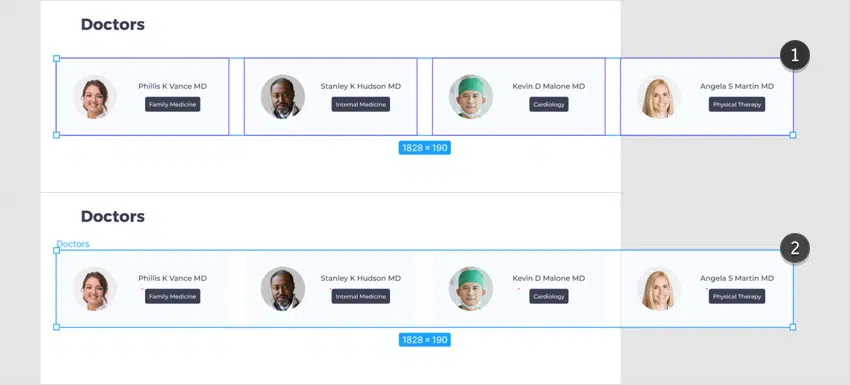 Doctors
1
Phillis K Vance MD
Family Medicine
Stanley K Hudson MD
Internal Medicine
Kevin D Malone MD
Cardiology
Angela S Martin MD
Physical Therapy
1828 × 190
Doctors
2
Doctors
Phillis K Vance MD
Family Medicine
Stanley K Hudson MD
Internal Medicine
Kevin D Malone MD
Cardiology
Angela S Martin MD
Physical Therapy
1828 × 190